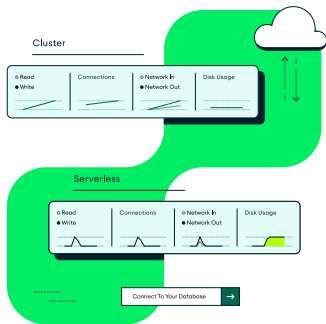 Cluster
Read Connections Network In Disk Usage
Write Network Out
Serverless
Read Connections Network In Disk Usage
Write Network Out
Connect To Your Database